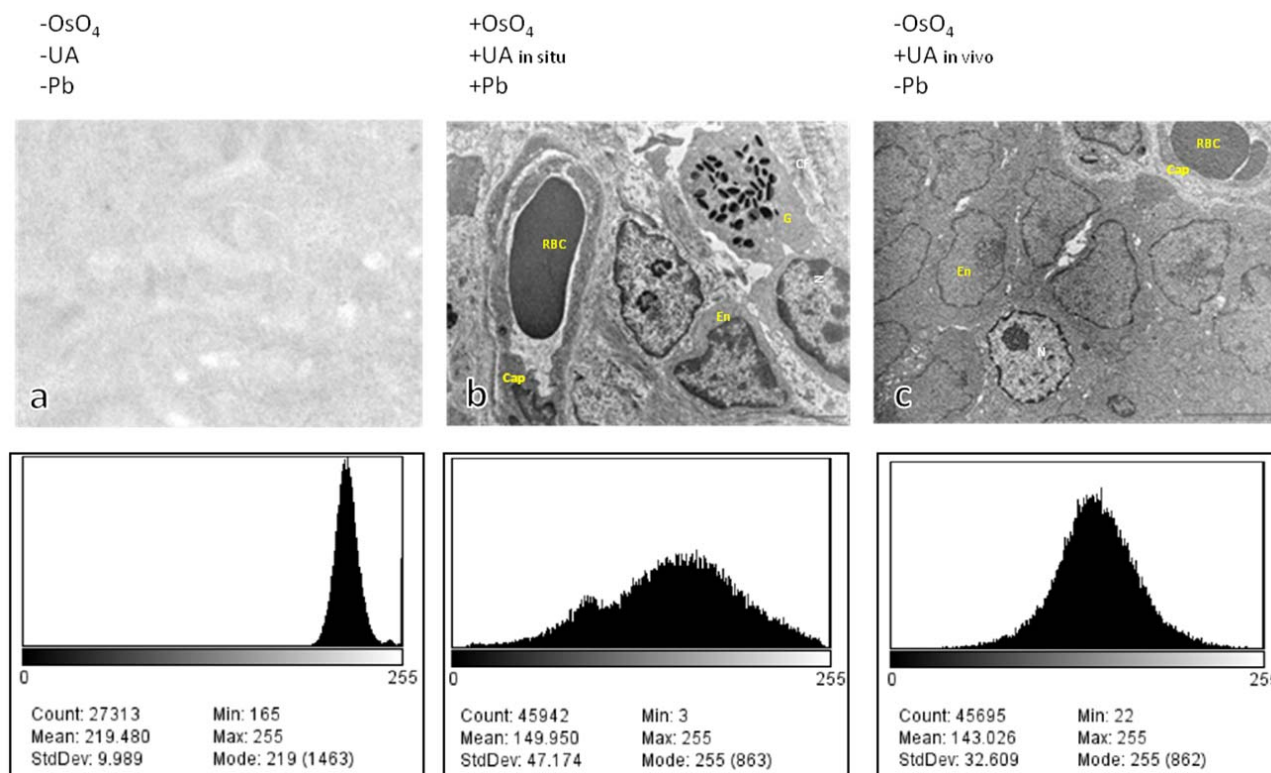 -OsO₄
-UA
-Pb
+OsO₄
+UA in situ
+Pb
-OsO₄
+UA in vivo
-Pb
a
RBC
Cap
En
G
Cf
N
b
RBC
Cap
En
N
c
0 255
Count: 27313 Min: 165
Mean: 219.480 Max: 255
StdDev: 9.989 Mode: 219 (1463)
0 255
Count: 45942 Min: 3
Mean: 149.950 Max: 255
StdDev: 47.174 Mode: 255 (863)
0 255
Count: 45695 Min: 22
Mean: 143.026 Max: 255
StdDev: 32.609 Mode: 255 (862)